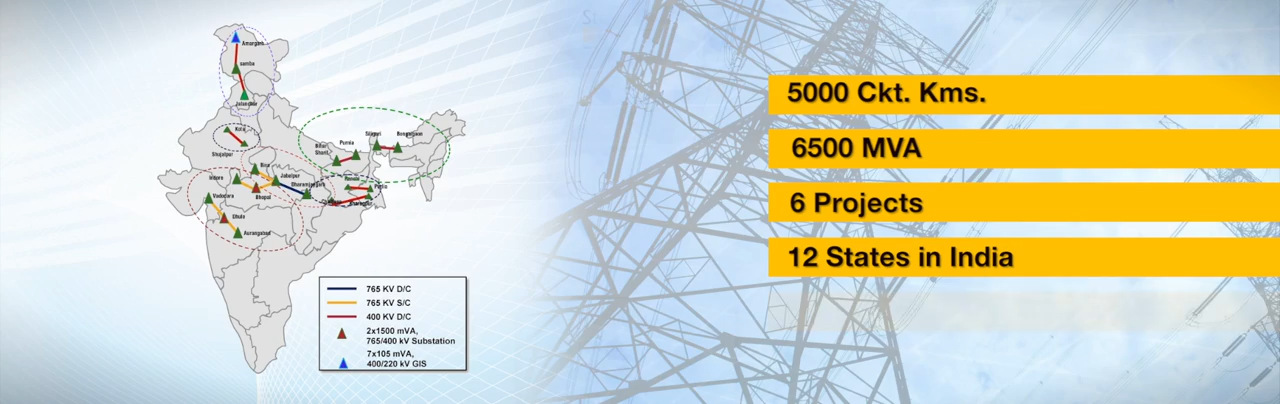 Amargarh
samba
Jalandhar
Kota
Shujalpur
Bihar
Sharif
Purnia
Siliguri
Bongaigaon
Bina
Indore
Jabalpur
Dharamjaygarh
Bhopal
Vadodara
Dhule
Aurangabad
765 KV D/C
765 KV S/C
400 KV D/C
2x1500 mVA,
765/400 kV Substation
7x105 mVA,
400/220 kV GIS
5000 Ckt. Kms.
6500 MVA
6 Projects
12 States in India